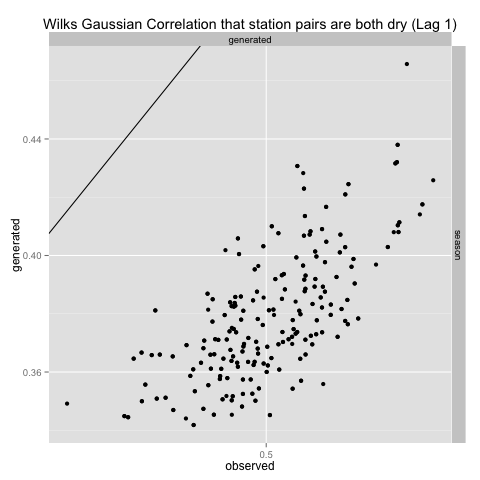 Wilks Gaussian Correlation that station pairs are both dry (Lag 1)
generated
0.44
0.40
0.36
generated
season
0.5
observed